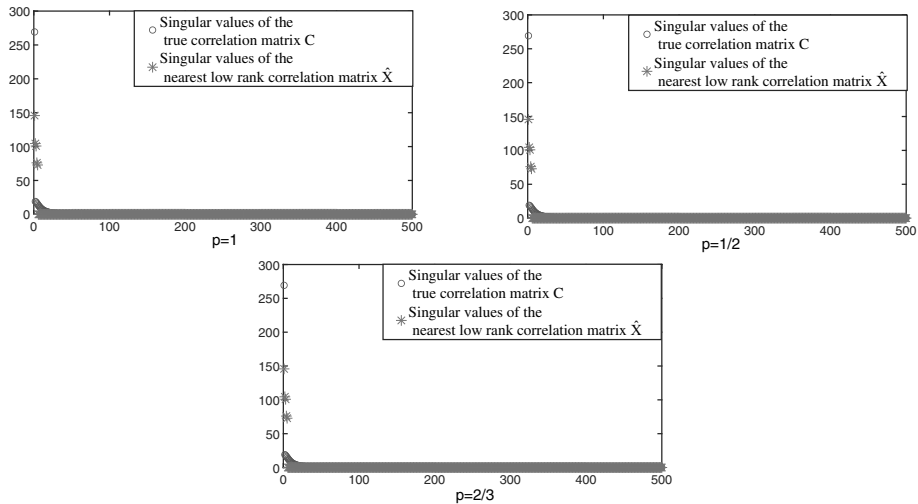 300
250
200
150
100
50
0
0 100 200 300 400 500
p=1
Singular values of the
true correlation matrix C
Singular values of the
nearest low rank correlation matrix X̂
300
250
200
150
100
50
0
0 100 200 300 400 500
p=1/2
Singular values of the
true correlation matrix C
Singular values of the
nearest low rank correlation matrix X̂
300
250
200
150
100
50
0
0 100 200 300 400 500
p=2/3
Singular values of the
true correlation matrix C
Singular values of the
nearest low rank correlation matrix X̂